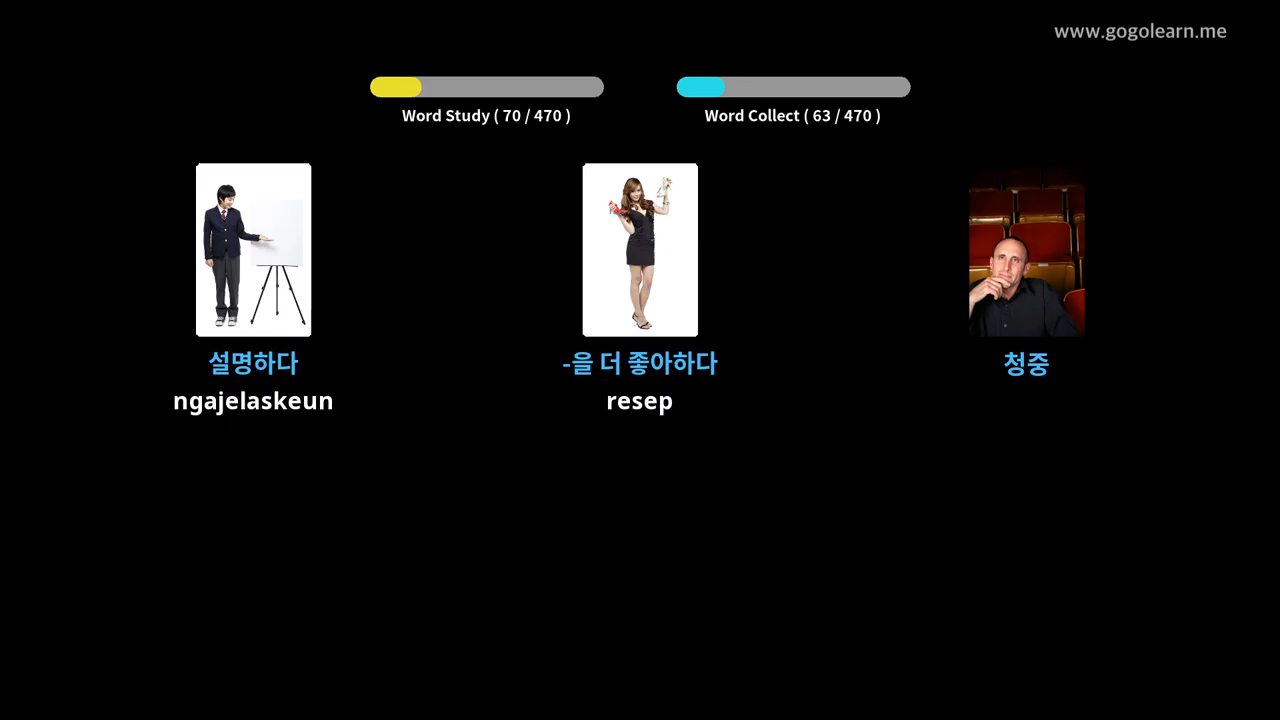 www.gogolearn.me
Word Study ( 70 / 470 )
Word Collect ( 63 / 470 )
설명하다
-을 더 좋아하다
청중
ngajelaskeun
resep